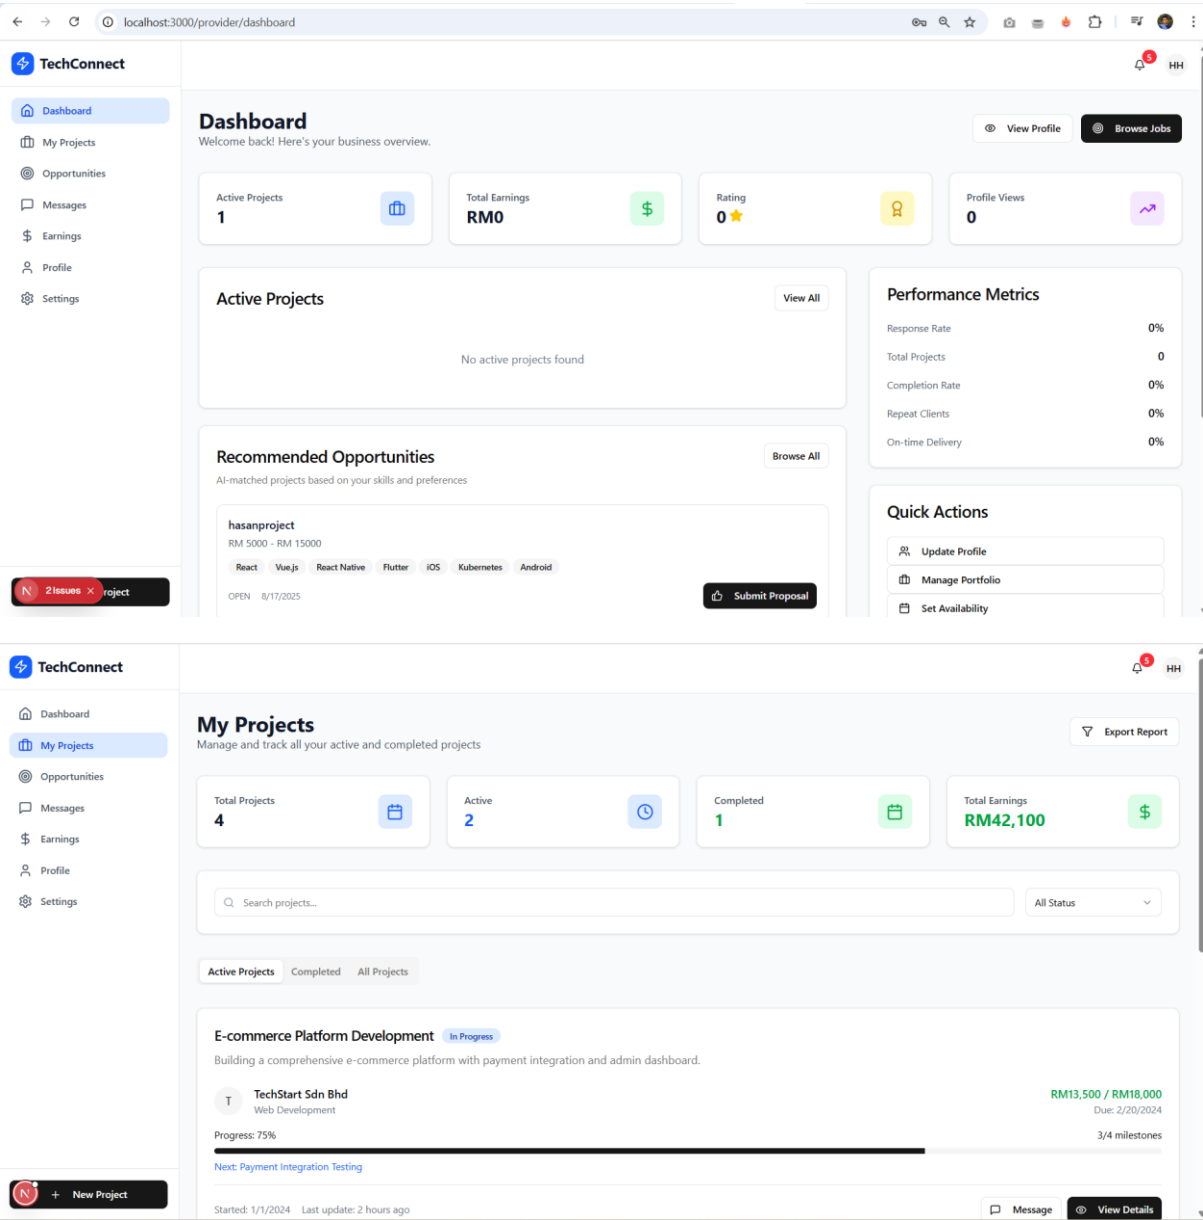 localhost:3000/provider/dashboard
TechConnect
5
HH
Dashboard
My Projects
Opportunities
Messages
Earnings
Profile
Settings
N 2 Issues × roject
Dashboard
Welcome back! Here's your business overview.
View Profile
Browse Jobs
Active Projects
1
Total Earnings
RM0
Rating
0
Profile Views
0
Active Projects
View All
No active projects found
Recommended Opportunities
Browse All
AI-matched projects based on your skills and preferences
hasanproject
RM 5000 - RM 15000
React Vue.js React Native Flutter iOS Kubernetes Android
OPEN 8/17/2025
Submit Proposal
Performance Metrics
Response Rate 0%
Total Projects 0
Completion Rate 0%
Repeat Clients 0%
On-time Delivery 0%
Quick Actions
Update Profile
Manage Portfolio
Set Availability
TechConnect
5
HH
Dashboard
My Projects
Opportunities
Messages
Earnings
Profile
Settings
N + New Project
My Projects
Manage and track all your active and completed projects
Export Report
Total Projects
4
Active
2
Completed
1
Total Earnings
RM42,100
Search projects...
All Status
Active Projects Completed All Projects
E-commerce Platform Development In Progress
Building a comprehensive e-commerce platform with payment integration and admin dashboard.
T
TechStart Sdn Bhd
Web Development
RM13,500 / RM18,000
Due: 2/20/2024
Progress: 75%
3/4 milestones
Next: Payment Integration Testing
Started: 1/1/2024 Last update: 2 hours ago
Message
View Details